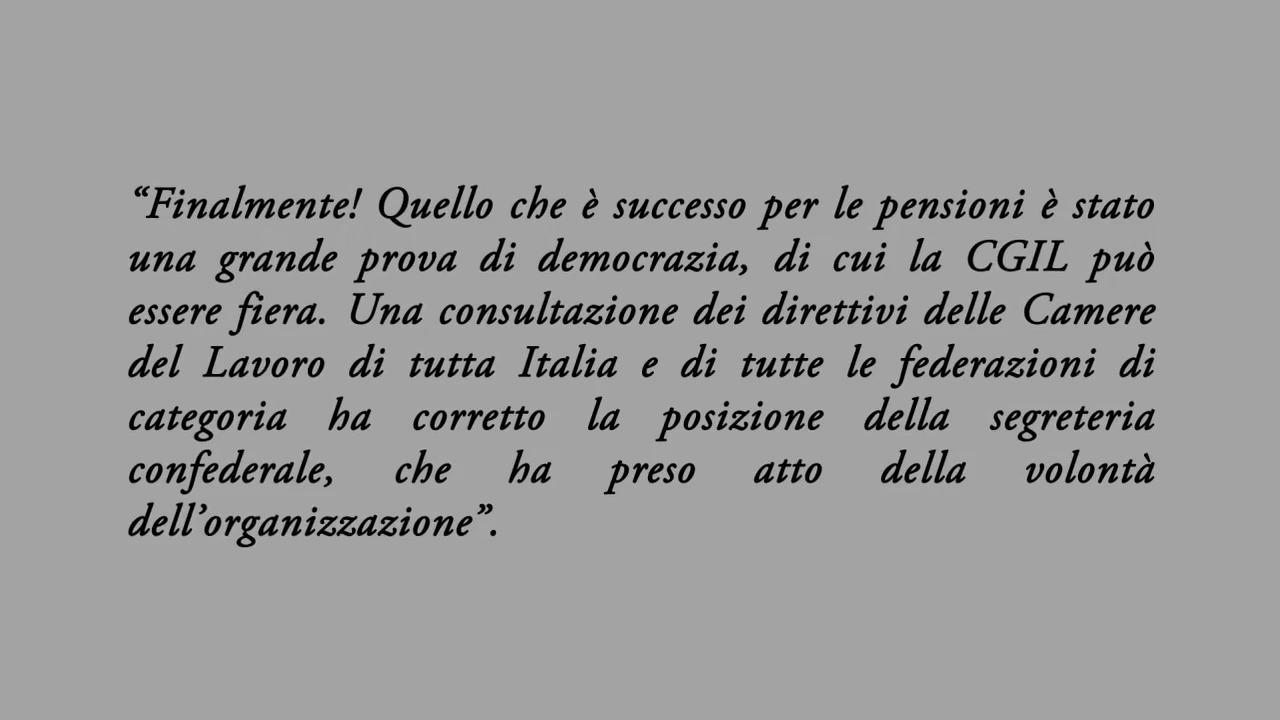 “Finalmente! Quello che è successo per le pensioni è stato
una grande prova di democrazia, di cui la CGIL può
essere fiera. Una consultazione dei direttivi delle Camere
del Lavoro di tutta Italia e di tutte le federazioni di
categoria ha corretto la posizione della segreteria
confederale, che ha preso atto della volontà
dell’organizzazione”.